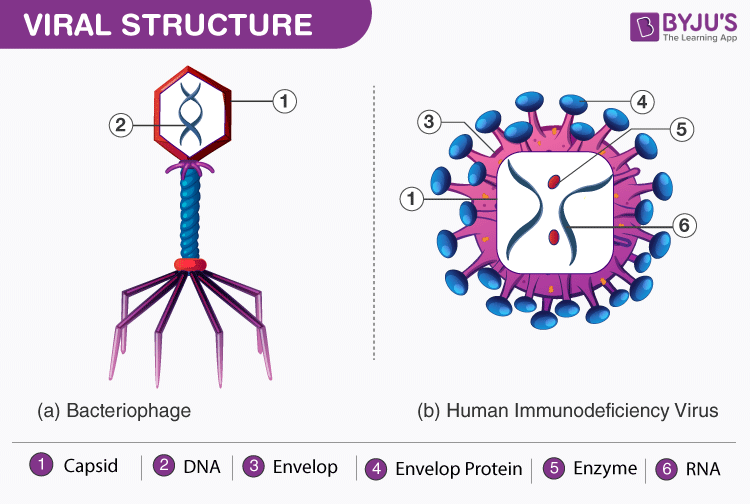 VIRAL STRUCTURE
BYJU'S
The Learning App
1
2
3
4
5
1
6
(a) Bacteriophage
(b) Human Immunodeficiency Virus
1 Capsid
2 DNA
3 Envelop
4 Envelop Protein
5 Enzyme
6 RNA